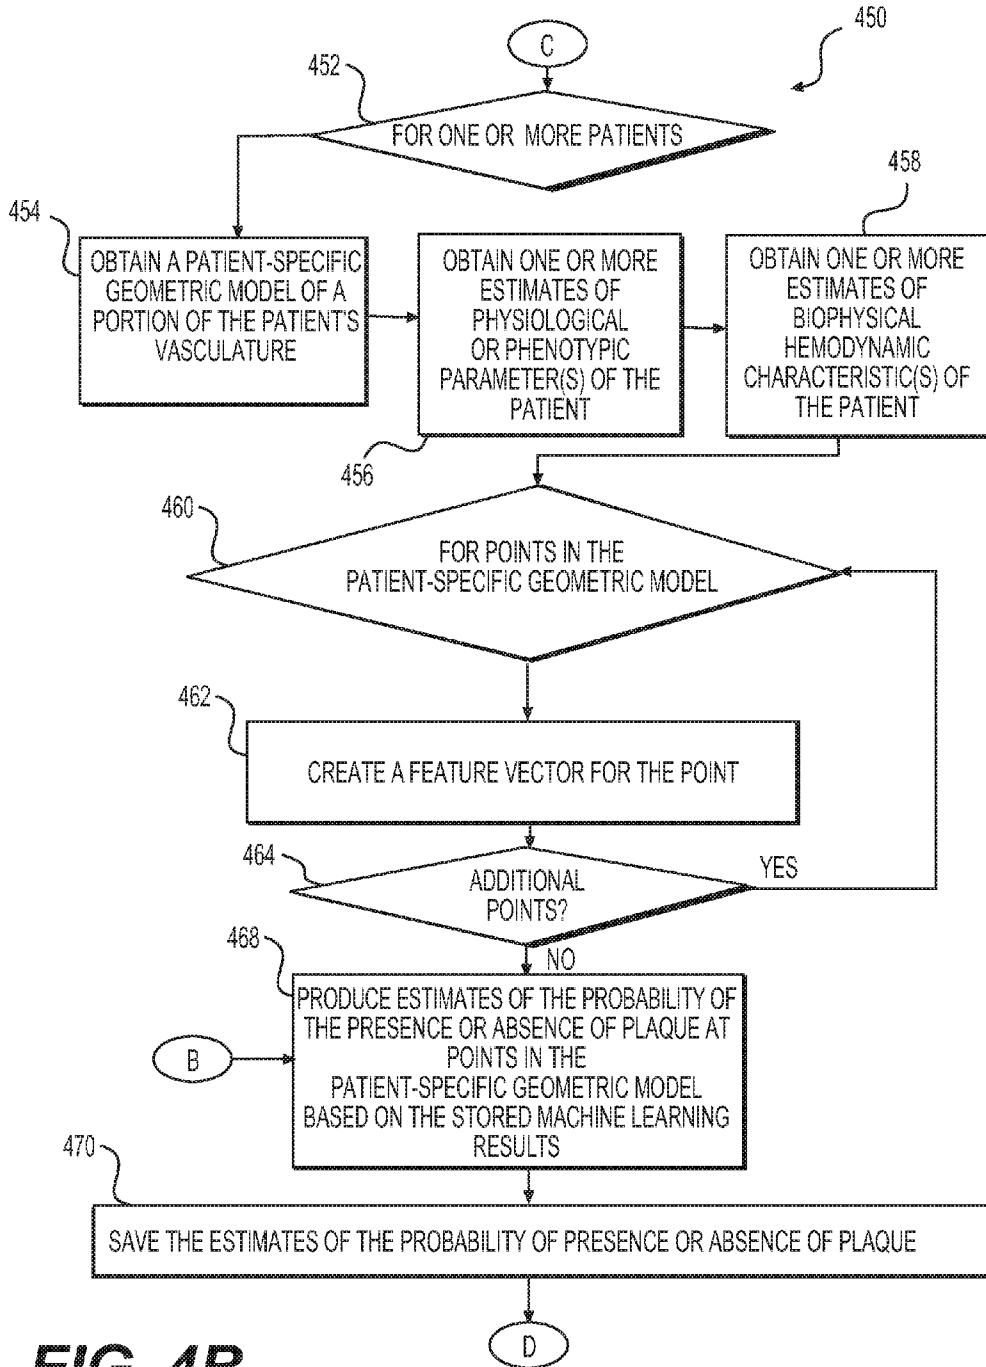 450
C
452
FOR ONE OR MORE PATIENTS
454
OBTAIN A PATIENT-SPECIFIC
GEOMETRIC MODEL OF A
PORTION OF THE PATIENT'S
VASCULATURE
OBTAIN ONE OR MORE
ESTIMATES OF
PHYSIOLOGICAL
OR PHENOTYPIC
PARAMETER(S) OF THE
PATIENT
456
458
OBTAIN ONE OR MORE
ESTIMATES OF
BIOPHYSICAL
HEMODYNAMIC
CHARACTERISTIC(S) OF
THE PATIENT
460
FOR POINTS IN THE
PATIENT-SPECIFIC GEOMETRIC MODEL
462
CREATE A FEATURE VECTOR FOR THE POINT
464
ADDITIONAL
POINTS?
YES
NO
468
PRODUCE ESTIMATES OF THE PROBABILITY OF
THE PRESENCE OR ABSENCE OF PLAQUE AT
POINTS IN THE
PATIENT-SPECIFIC GEOMETRIC MODEL
BASED ON THE STORED MACHINE LEARNING
RESULTS
B
470
SAVE THE ESTIMATES OF THE PROBABILITY OF PRESENCE OR ABSENCE OF PLAQUE
D
FIG. 4B